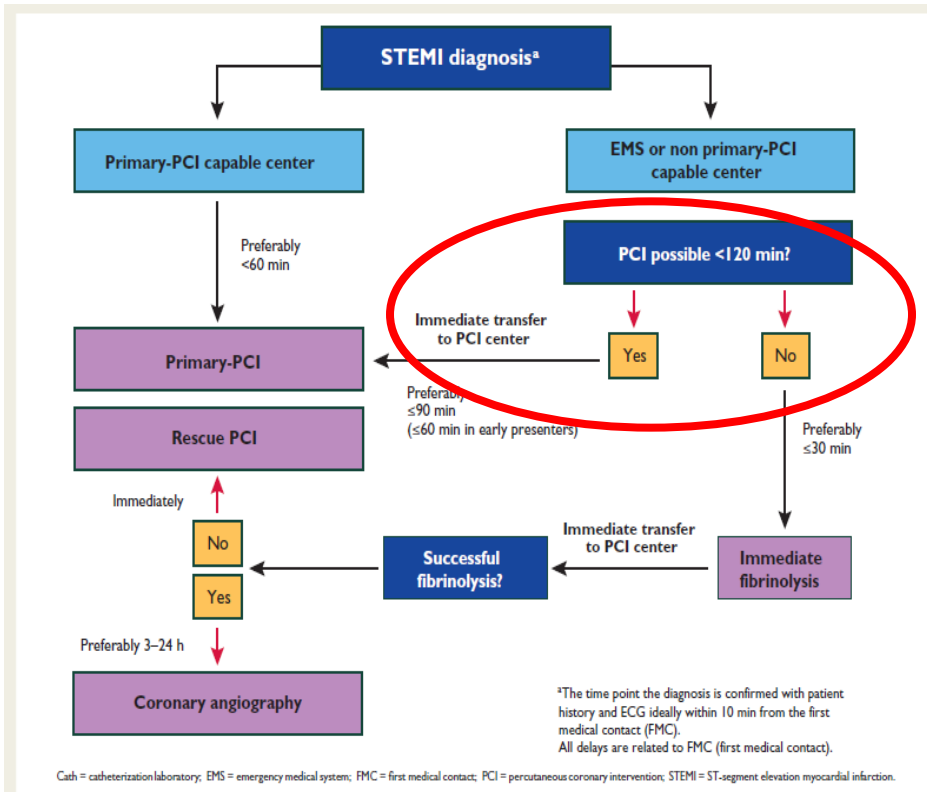 STEMI diagnosisᵃ
Primary-PCI capable center
EMS or non primary-PCI
capable center
Preferably
<60 min
PCI possible <120 min?
Immediate transfer
to PCI center
Yes
No
Primary-PCI
Preferably
≤90 min
(≤60 min in early presenters)
Rescue PCI
Preferably
≤30 min
Immediately
No
Yes
Successful
fibrinolysis?
Immediate transfer
to PCI center
Immediate
fibrinolysis
Preferably 3–24 h
Coronary angiography
ᵃThe time point the diagnosis is confirmed with patient
history and ECG ideally within 10 min from the first
medical contact (FMC).
All delays are related to FMC (first medical contact).
Cath = catheterization laboratory; EMS = emergency medical system; FMC = first medical contact; PCI = percutaneous coronary intervention; STEMI = ST-segment elevation myocardial infarction.